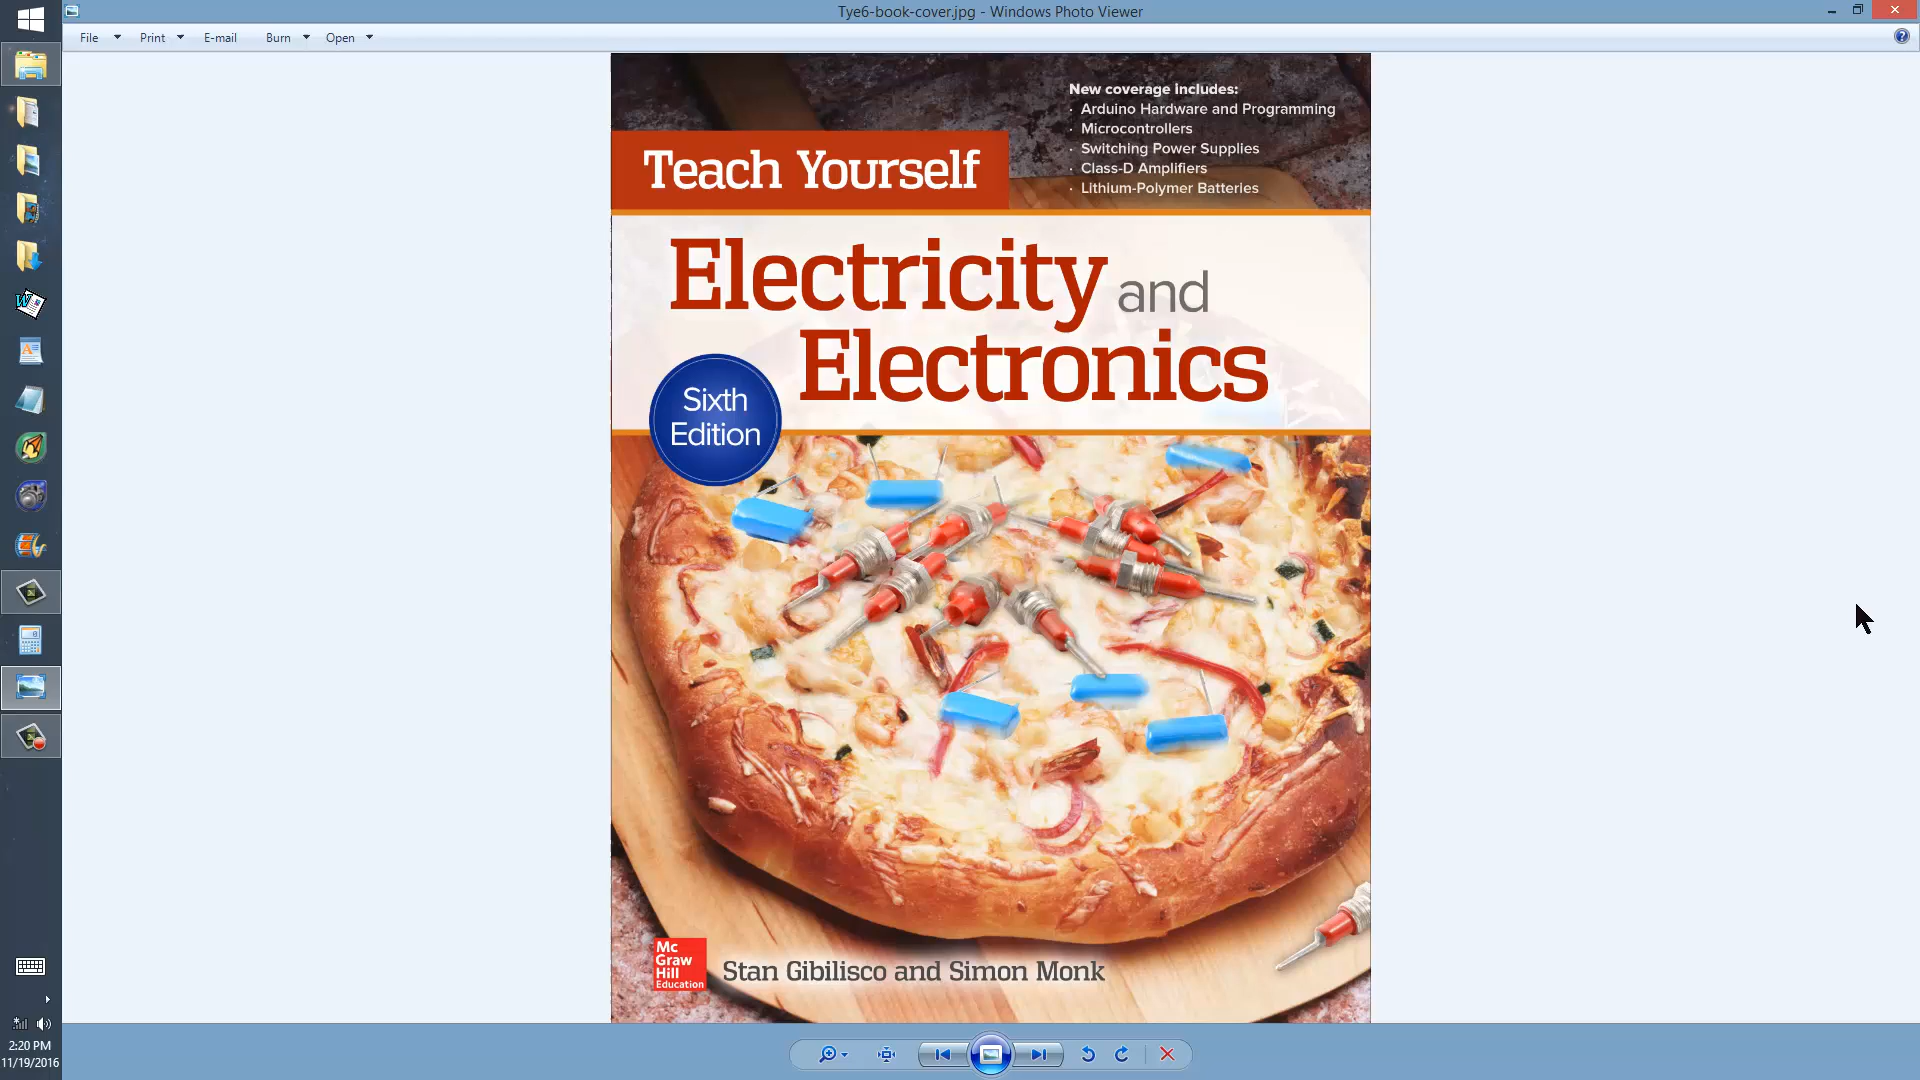 Tye6-book-cover.jpg - Windows Photo Viewer
File Print E-mail Burn Open
New coverage includes:
· Arduino Hardware and Programming
· Microcontrollers
· Switching Power Supplies
· Class-D Amplifiers
· Lithium-Polymer Batteries
Teach Yourself
Electricity and
Electronics
Sixth
Edition
Mc
Graw
Hill
Education
Stan Gibilisco and Simon Monk
2:20 PM
11/19/2016